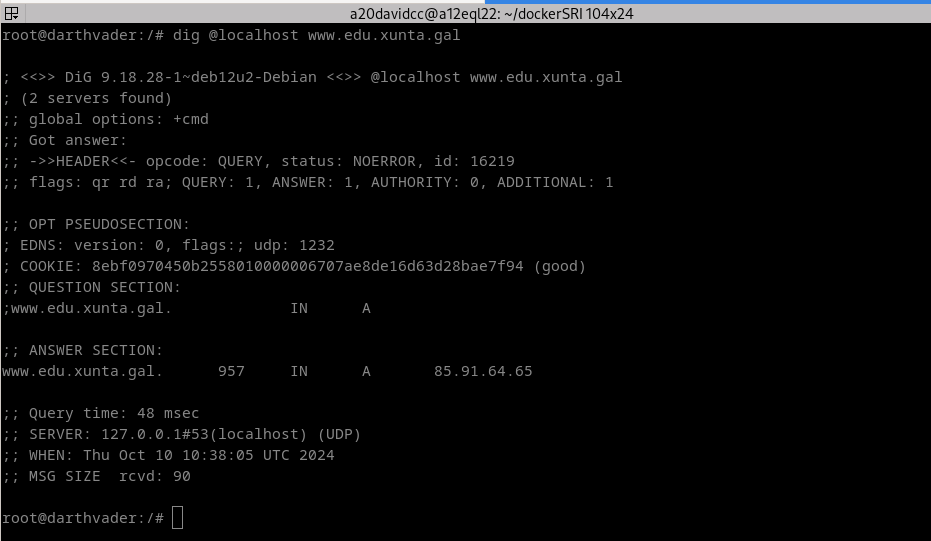 a20davidcc@a12eql22: ~/dockerSRI 104x24
root@darthvader:/# dig @localhost www.edu.xunta.gal
; <<>> DiG 9.18.28-1~deb12u2-Debian <<>> @localhost www.edu.xunta.gal
; (2 servers found)
;; global options: +cmd
;; Got answer:
;; ->>HEADER<<- opcode: QUERY, status: NOERROR, id: 16219
;; flags: qr rd ra; QUERY: 1, ANSWER: 1, AUTHORITY: 0, ADDITIONAL: 1
;; OPT PSEUDOSECTION:
; EDNS: version: 0, flags:; udp: 1232
; COOKIE: 8ebf0970450b2558010000006707ae8de16d63d28bae7f94 (good)
;; QUESTION SECTION:
;www.edu.xunta.gal. IN A
;; ANSWER SECTION:
www.edu.xunta.gal. 957 IN A 85.91.64.65
;; Query time: 48 msec
;; SERVER: 127.0.0.1#53(localhost) (UDP)
;; WHEN: Thu Oct 10 10:38:05 UTC 2024
;; MSG SIZE rcvd: 90
root@darthvader:/#